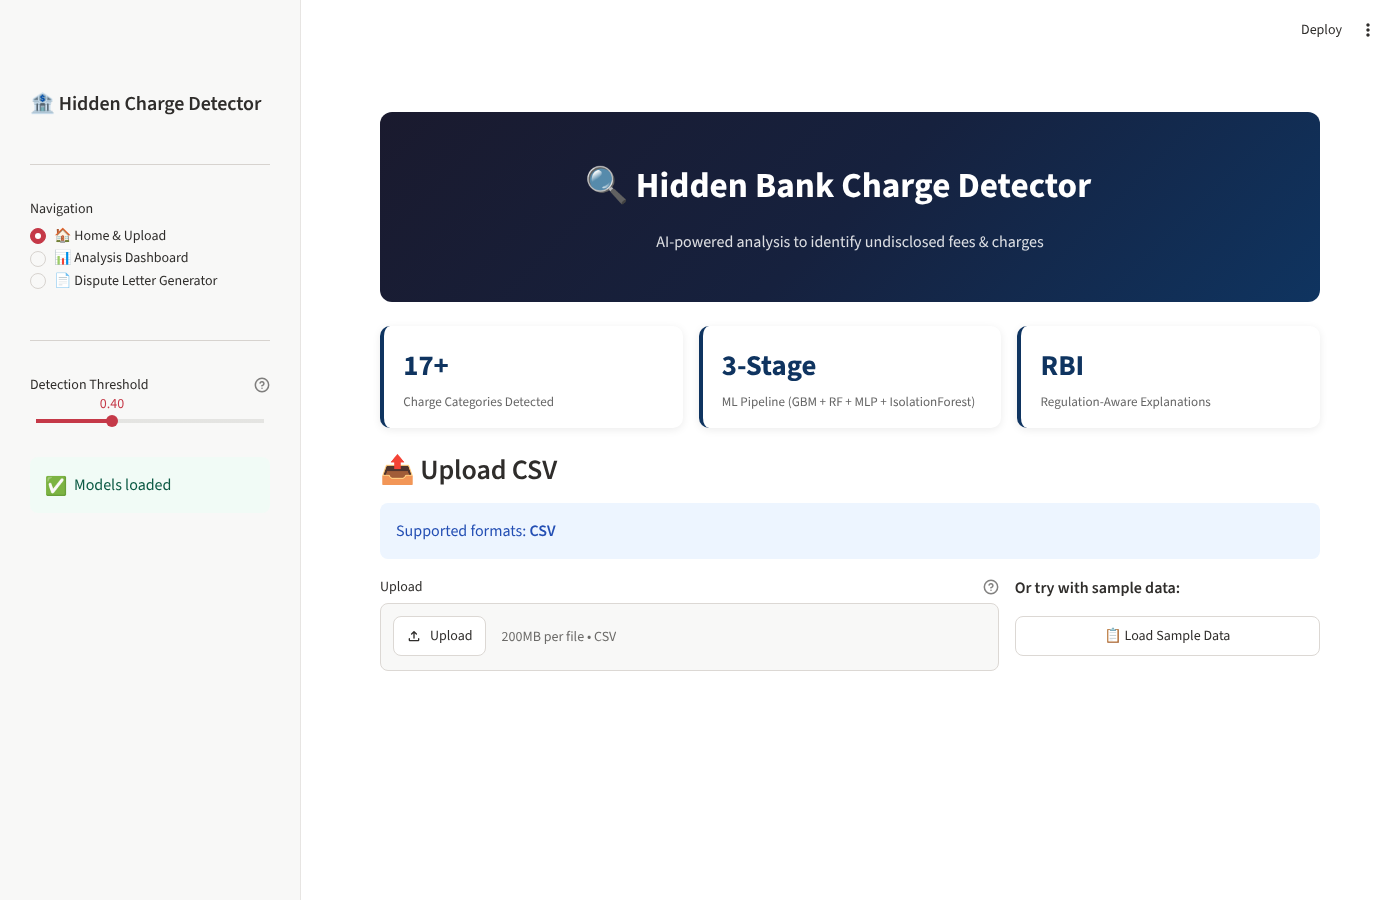 Deploy
🏦 Hidden Charge Detector
Navigation
🏠 Home & Upload
📊 Analysis Dashboard
📄 Dispute Letter Generator
Detection Threshold
0.40
✅ Models loaded
🔍 Hidden Bank Charge Detector
AI-powered analysis to identify undisclosed fees & charges
17+
Charge Categories Detected
3-Stage
ML Pipeline (GBM + RF + MLP + IsolationForest)
RBI
Regulation-Aware Explanations
📤 Upload CSV
Supported formats: CSV
Upload
Upload
200MB per file • CSV
Or try with sample data:
📋 Load Sample Data